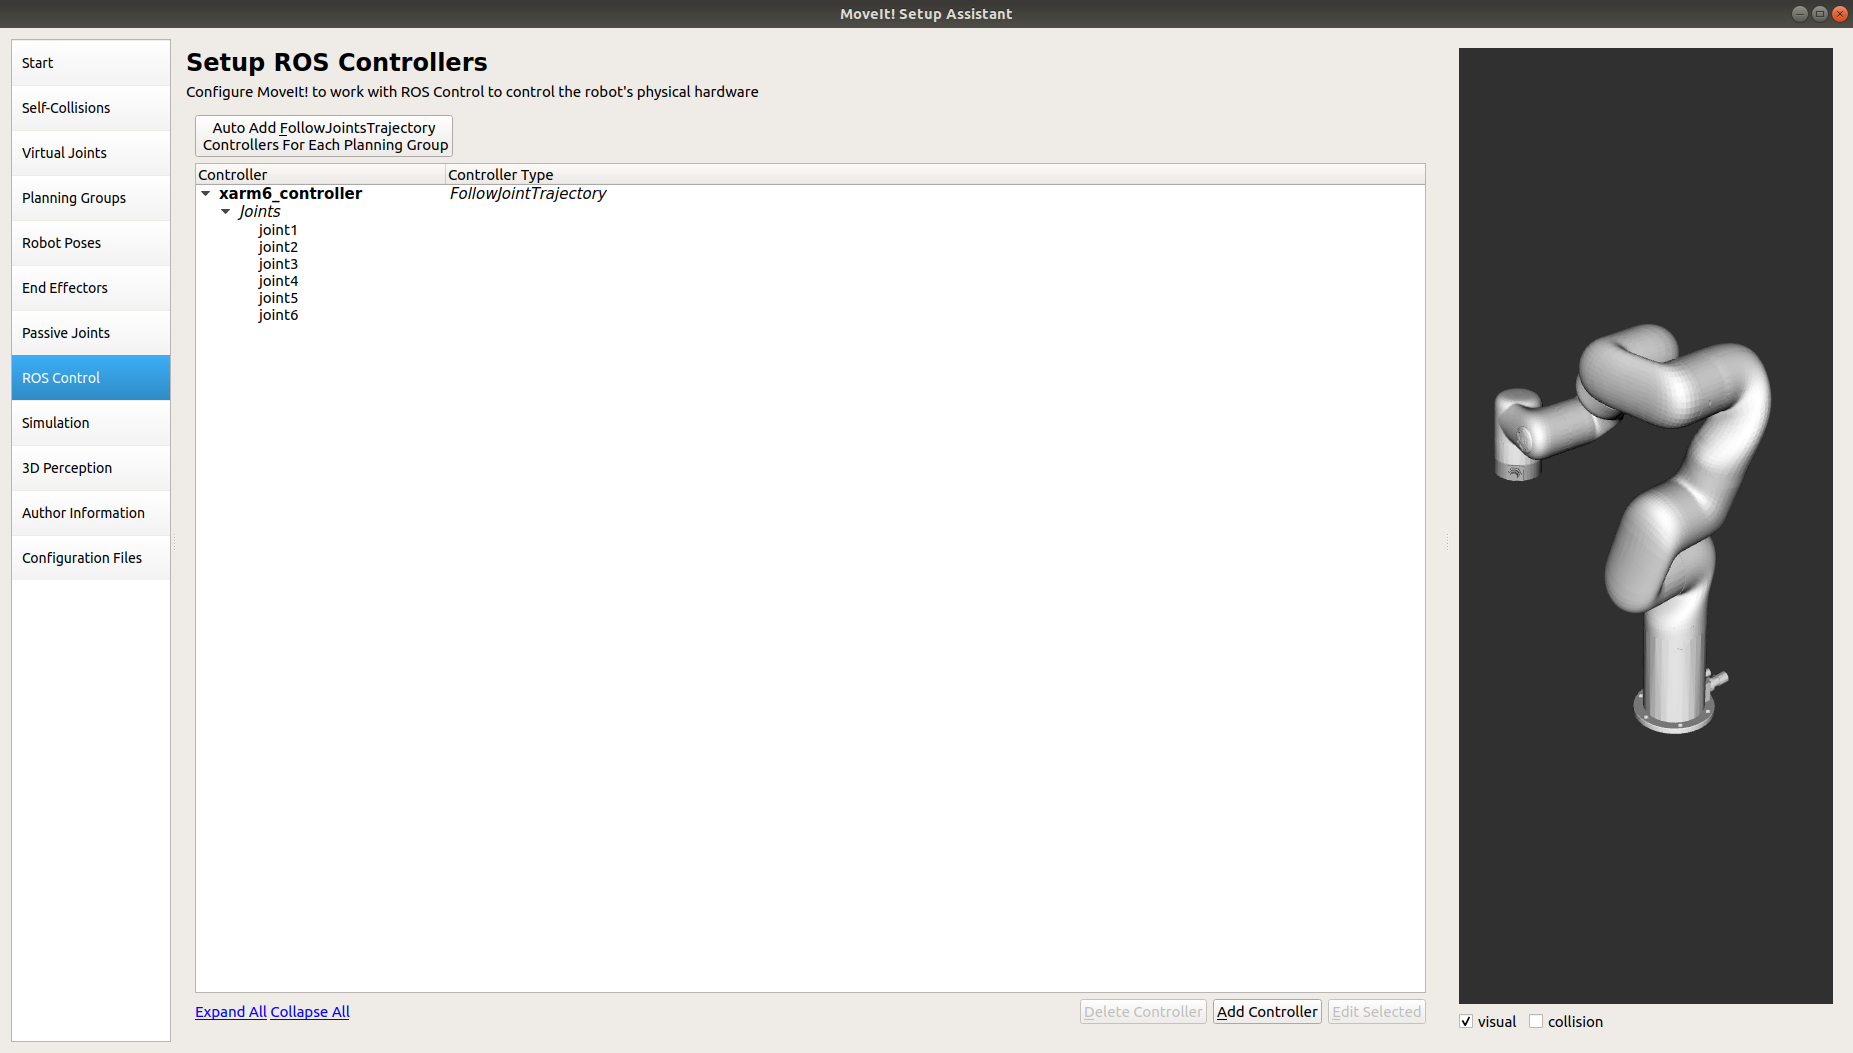 MoveIt! Setup Assistant
Start
Self-Collisions
Virtual Joints
Planning Groups
Robot Poses
End Effectors
Passive Joints
ROS Control
Simulation
3D Perception
Author Information
Configuration Files
Setup ROS Controllers
Configure MoveIt! to work with ROS Control to control the robot's physical hardware
Auto Add FollowJointsTrajectory
Controllers For Each Planning Group
Controller Controller Type
xarm6_controller FollowJointTrajectory
Joints
joint1
joint2
joint3
joint4
joint5
joint6
Expand All Collapse All Delete Controller Add Controller Edit Selected
visual collision